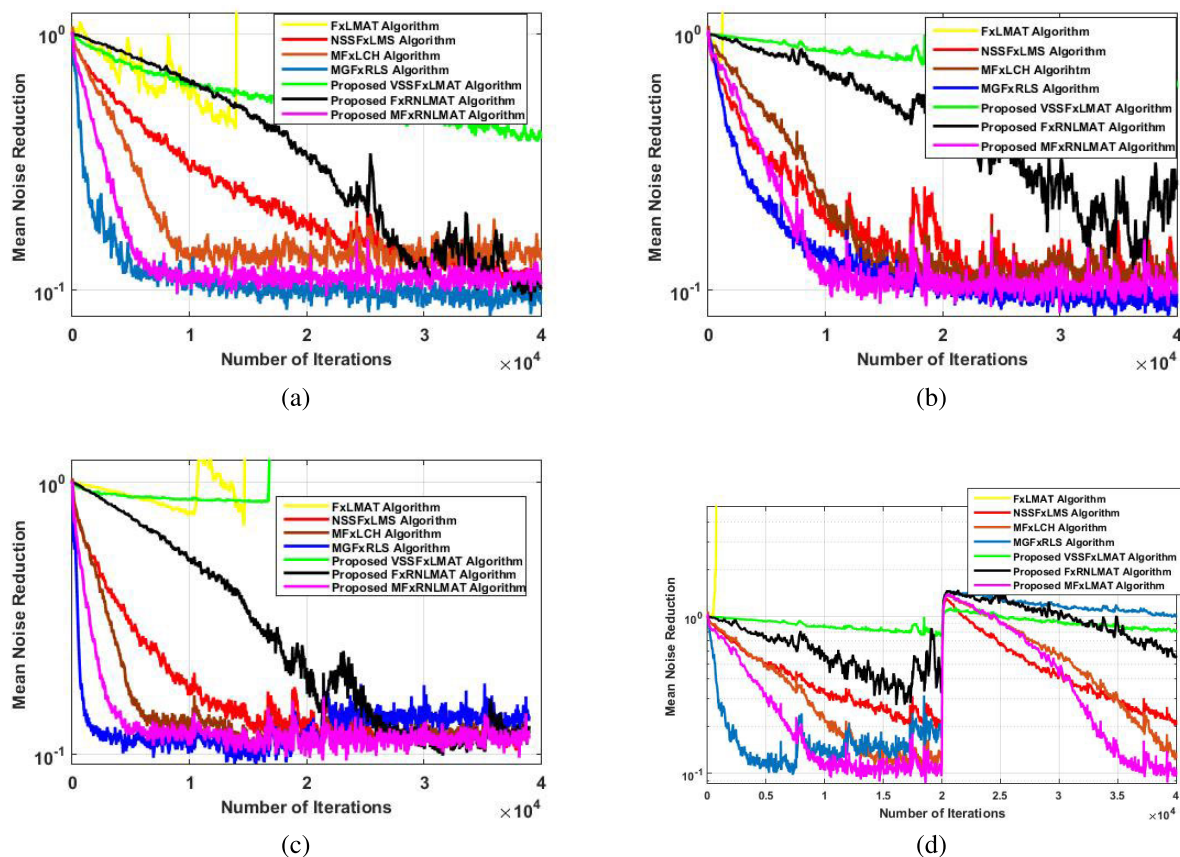 10^0
10^-1
Mean Noise Reduction
FxLMAT Algorithm
NSSFxLMS Algorithm
MFxLCH Algorithm
MGFxRLS Algorithm
Proposed VSSFxLMAT Algorithm
Proposed FxRNLMAT Algorithm
Proposed MFxRNLMAT Algorithm
0 1 2 3 4
Number of Iterations
×10^4
(a)
10^0
10^-1
Mean Noise Reduction
FxLMAT Algorithm
NSSFxLMS Algorithm
MFxLCH Algorihtm
MGFxRLS Algorithm
Proposed VSSFxLMAT Algorithm
Proposed FxRNLMAT Algorithm
Proposed MFxRNLMAT Algorithm
0 1 2 3 4
Number of Iterations
×10^4
(b)
10^0
10^-1
Mean Noise Reduction
FxLMAT Algorithm
NSSFxLMS Algorithm
MFxLCH Algorithm
MGFxRLS Algorithm
Proposed VSSFxLMAT Algorithm
Proposed FxRNLMAT Algorithm
Proposed MFxRNLMAT Algorithm
0 1 2 3 4
Number of Iterations
×10^4
(c)
10^0
10^-1
Mean Noise Reduction
FxLMAT Algorithm
NSSFxLMS Algorithm
MFxLCH Algorithm
MGFxRLS Algorithm
Proposed VSSFxLMAT Algorithm
Proposed FxRNLMAT Algorithm
Proposed MFxLMAT Algorithm
0 0.5 1 1.5 2 2.5 3 3.5 4
Number of Iterations
×10^4
(d)